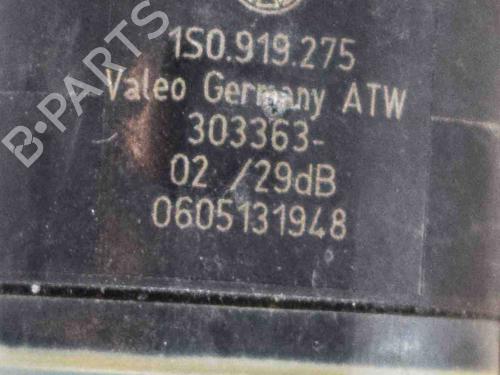 1S0.919.275
Valeo Germany ATW
303363-
02 /29dB
0605131948
B-PARTS